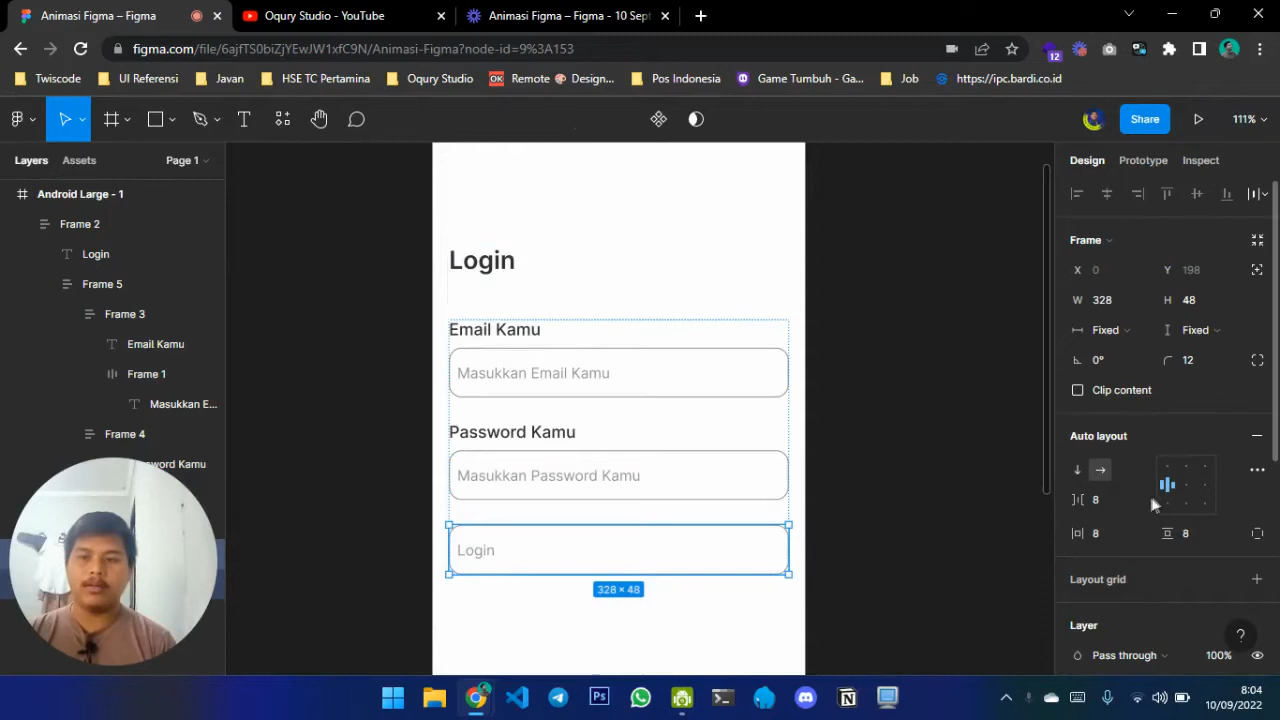 Animasi Figma – Figma
Oqury Studio - YouTube
Animasi Figma – Figma - 10 Sept
figma.com/file/6ajfTS0biZjYEwJW1xfC9N/Animasi-Figma?node-id=9%3A153
12
Twiscode
UI Referensi
Javan
HSE TC Pertamina
Oqury Studio
OK
Remote 🎨 Design...
Pos Indonesia
Game Tumbuh - Ga...
Job
https://jpc.bardi.co.id
Share
111%
Layers
Assets
Page 1
Design
Prototype
Inspect
Android Large - 1
Frame 2
Login
Frame 5
Frame 3
Email Kamu
Frame 1
Masukkan E...
Frame 4
Login
Email Kamu
Masukkan Email Kamu
Password Kamu
Masukkan Password Kamu
Login
328 × 48
Frame
X 0
Y 198
W 328
H 48
Fixed
Fixed
0°
12
Clip content
Auto layout
8
8
8
Layout grid
Layer
Pass through
100%
?
Ps
8:04
10/09/2022